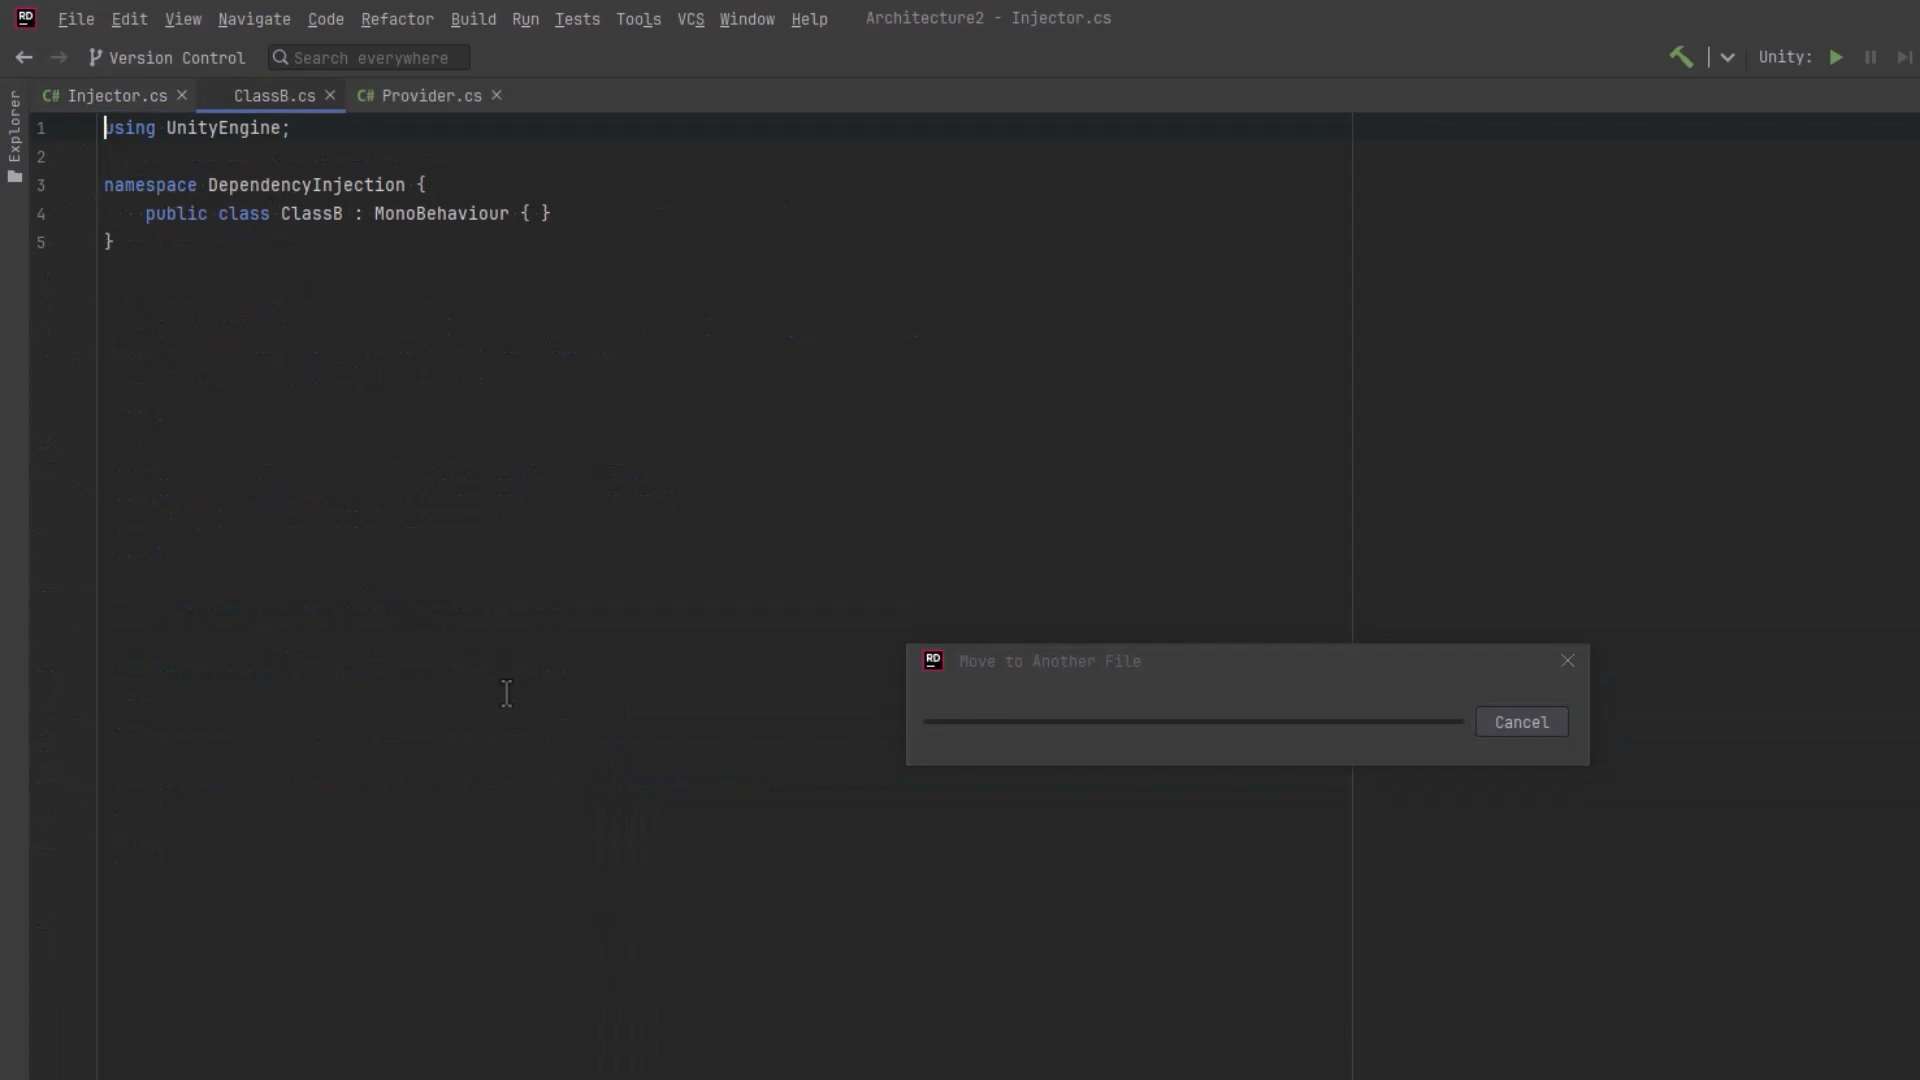 RD File Edit View Navigate Code Refactor Build Run Tests Tools VCS Window Help Architecture2 - Injector.cs
Version Control Search everywhere Unity:
C# Injector.cs ClassB.cs C# Provider.cs
Explorer
1 using UnityEngine;
2
3 namespace DependencyInjection {
4 public class ClassB : MonoBehaviour { }
5 }
RD Move to Another File
Cancel